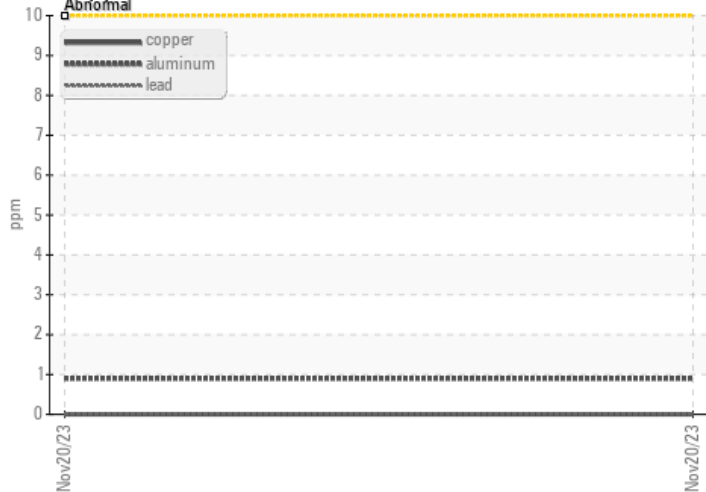 Abnormal
10
copper
9
aluminum
lead
8
7
6
ppm
5
4
3
2
1
0
Nov20/23
Nov20/23